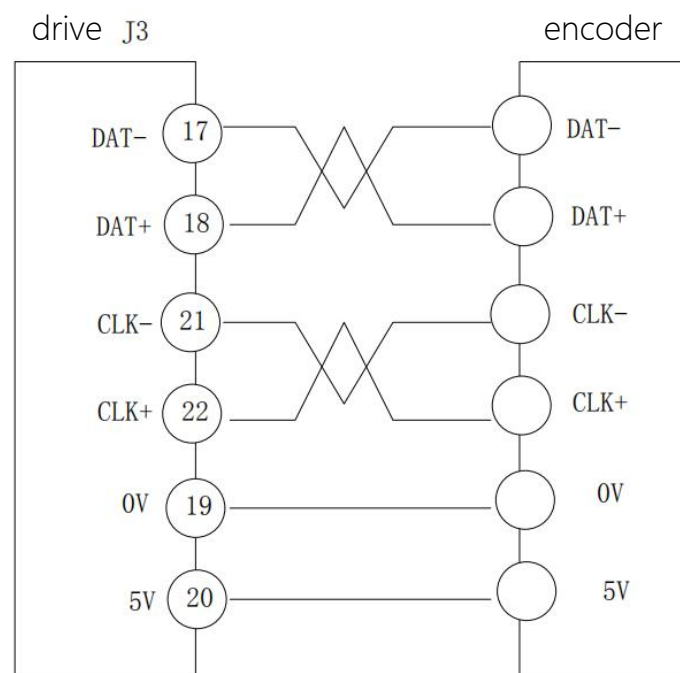 drive J3 encoder
DAT- 17 DAT-
DAT+ 18 DAT+
CLK- 21 CLK-
CLK+ 22 CLK+
0V 19 0V
5V 20 5V